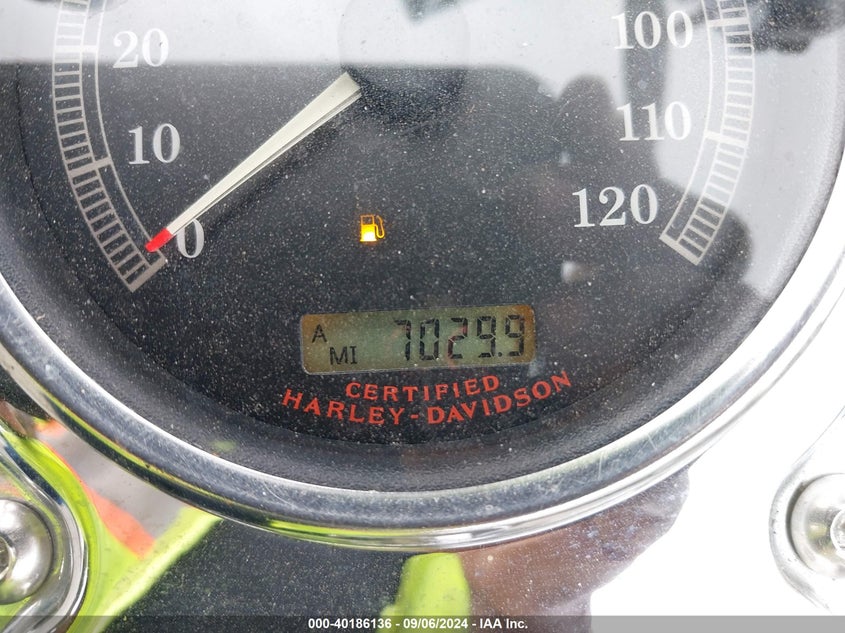 20
100
10
110
0
120
A
MI 7029.9
CERTIFIED
HARLEY-DAVIDSON
000-40186136 - 09/06/2024 - IAA Inc.